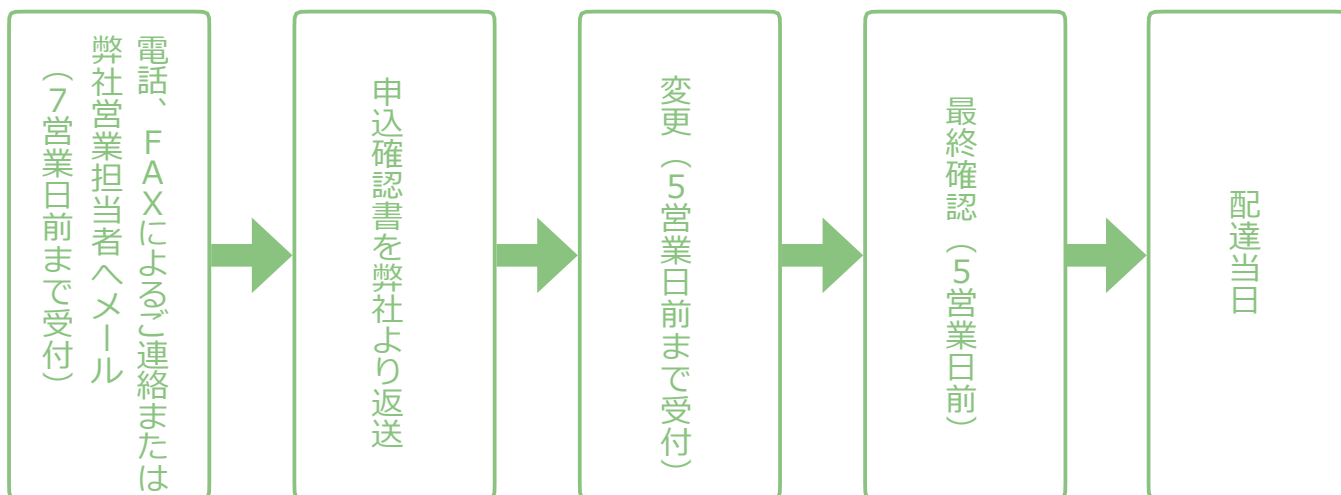 電話、ＦＡＸによるご連絡または
弊社営業担当者へメール
（７営業日前まで受付）
申込確認書を弊社より返送
変更（５営業日前まで受付）
最終確認（５営業日前）
配達当日